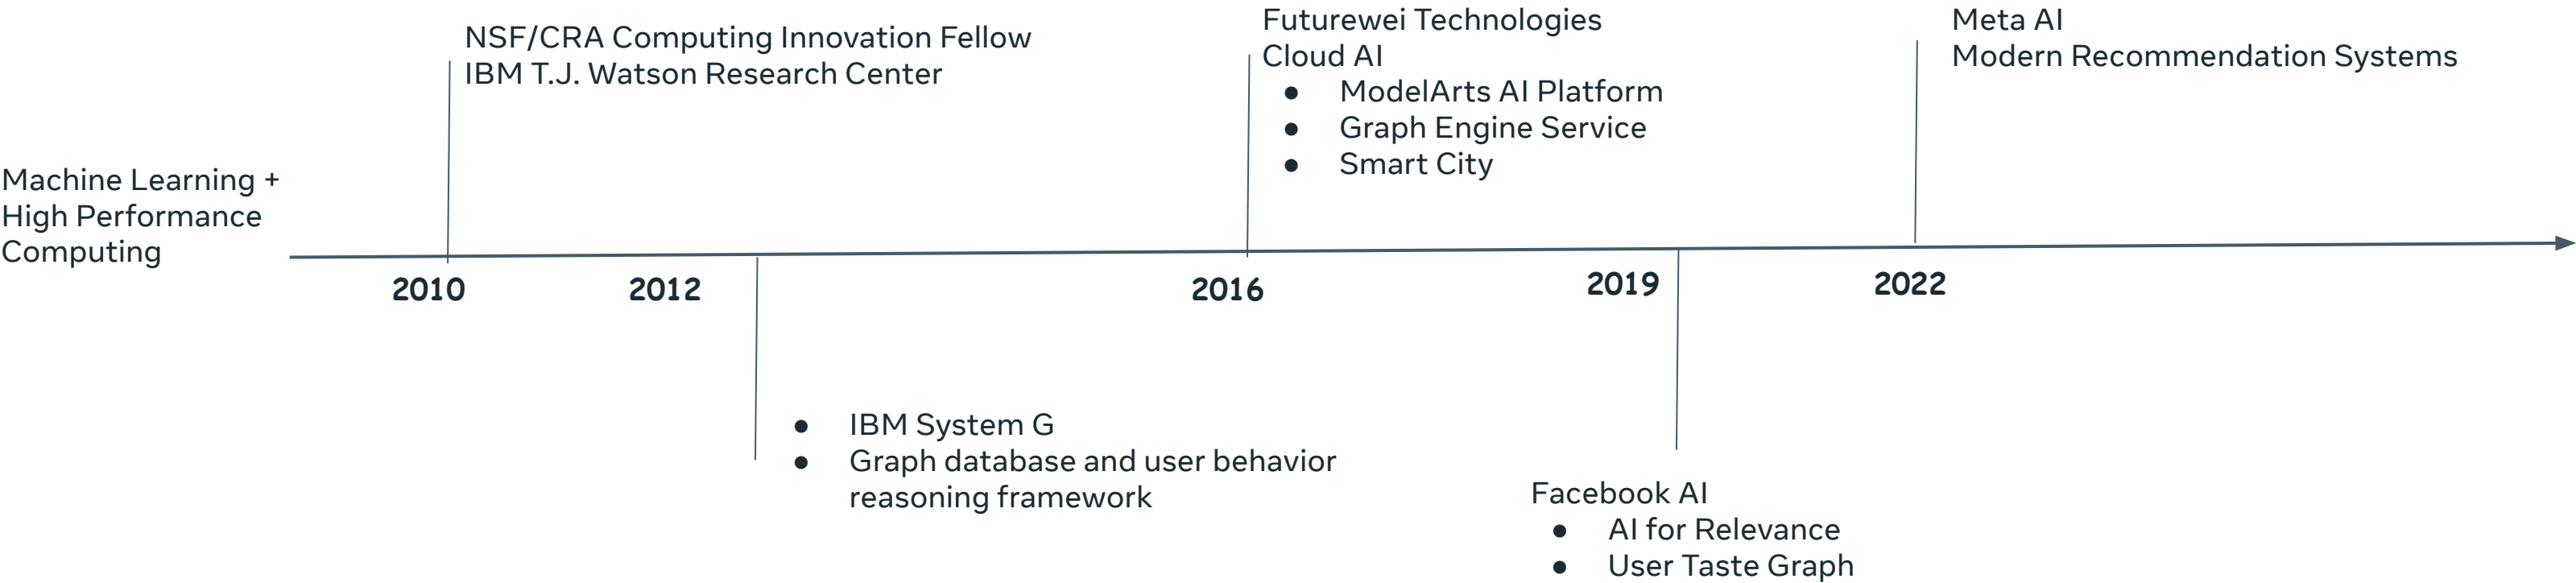 NSF/CRA Computing Innovation Fellow
IBM T.J. Watson Research Center
Futurewei Technologies
Cloud AI
● ModelArts AI Platform
● Graph Engine Service
● Smart City
Meta AI
Modern Recommendation Systems
Machine Learning +
High Performance
Computing
2010
2012
2016
2019
2022
● IBM System G
● Graph database and user behavior
reasoning framework
Facebook AI
● AI for Relevance
● User Taste Graph